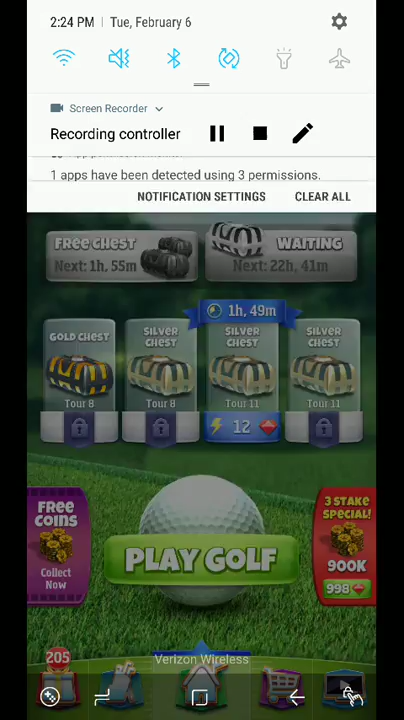 2:24 PM | Tue, February 6
Screen Recorder
Recording controller
1 apps have been detected using 3 permissions.
NOTIFICATION SETTINGS CLEAR ALL
FREE CHEST
Next: 1h, 55m
WAITING
Next: 22h, 41m
1h, 49m
GOLD CHEST
Tour 8
SILVER CHEST
Tour 8
SILVER CHEST
Tour 11
12
SILVER CHEST
Tour 11
FREE COINS
Collect Now
PLAY GOLF
3 STAKE SPECIAL!
900K
998
205
Verizon Wireless